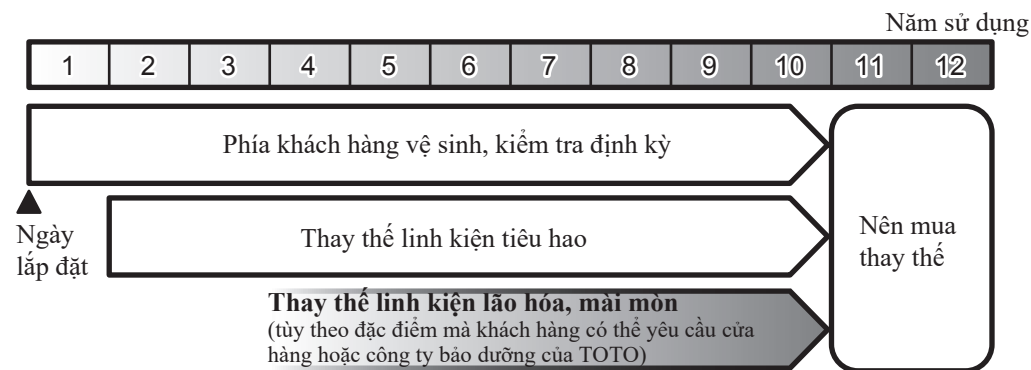 Năm sử dụng
1 2 3 4 5 6 7 8 9 10 11 12
Phía khách hàng vệ sinh, kiểm tra định kỳ
Ngày
lắp đặt
Thay thế linh kiện tiêu hao
Nên mua
thay thế
Thay thế linh kiện lão hóa, mài mòn
(tùy theo đặc điểm mà khách hàng có thể yêu cầu cửa
hàng hoặc công ty bảo dưỡng của TOTO)